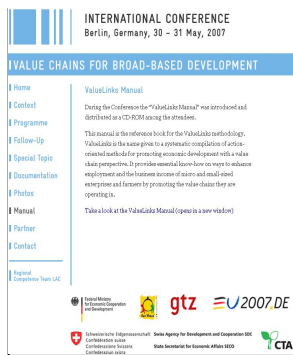 INTERNATIONAL CONFERENCE
Berlin, Germany, 30 – 31 May, 2007
VALUE CHAINS FOR BROAD-BASED DEVELOPMENT
Home
Context
Programme
Follow-Up
Special Topic
Documentation
Photos
Manual
Partner
Contact
Regional
Competence Team LAC
ValueLinks Manual
During the Conference the "ValueLinks Manual" was introduced and
distributed as a CD-ROM among the attendees.
This manual is the reference book for the ValueLinks methodology.
ValueLinks is the name given to a systematic compilation of action-
oriented methods for promoting economic development with a value
chain perspective. It provides essential know-how on ways to enhance
employment and the business income of micro and small-sized
enterprises and farmers by promoting the value chains they are
operating in.
Take a look at the ValueLinks Manual (opens in a new window)
Federal Ministry
for Economic Cooperation
and Development
gtz
EU2007.DE
Schweizerische Eidgenossenschaft
Confédération suisse
Confederazione Svizzera
Confederaziun svizra
Swiss Agency for Development and Cooperation SDC
State Secretariat for Economic Affairs SECO
CTA